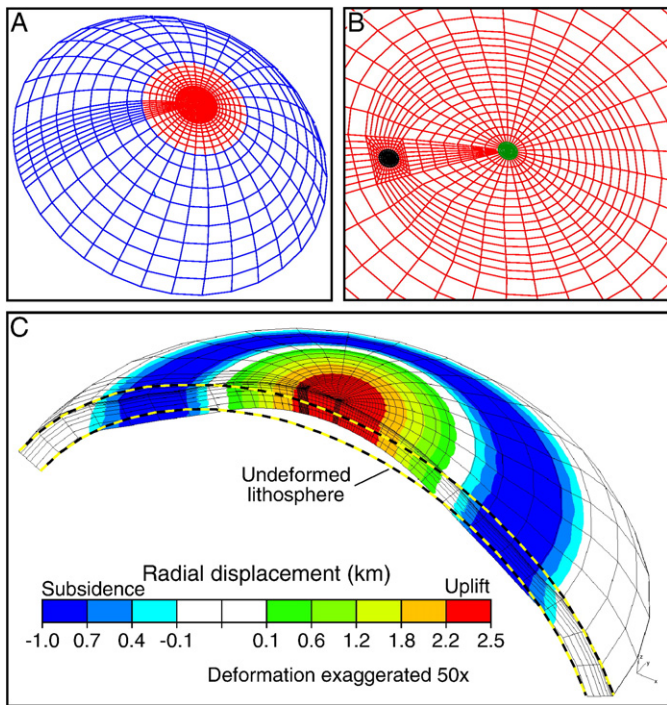 A
B
C
Undeformed
lithosphere
Radial displacement (km)
Subsidence Uplift
-1.0 0.7 0.4 -0.1 0.1 0.6 1.2 1.8 2.2 2.5
Deformation exaggerated 50x
z
y
x